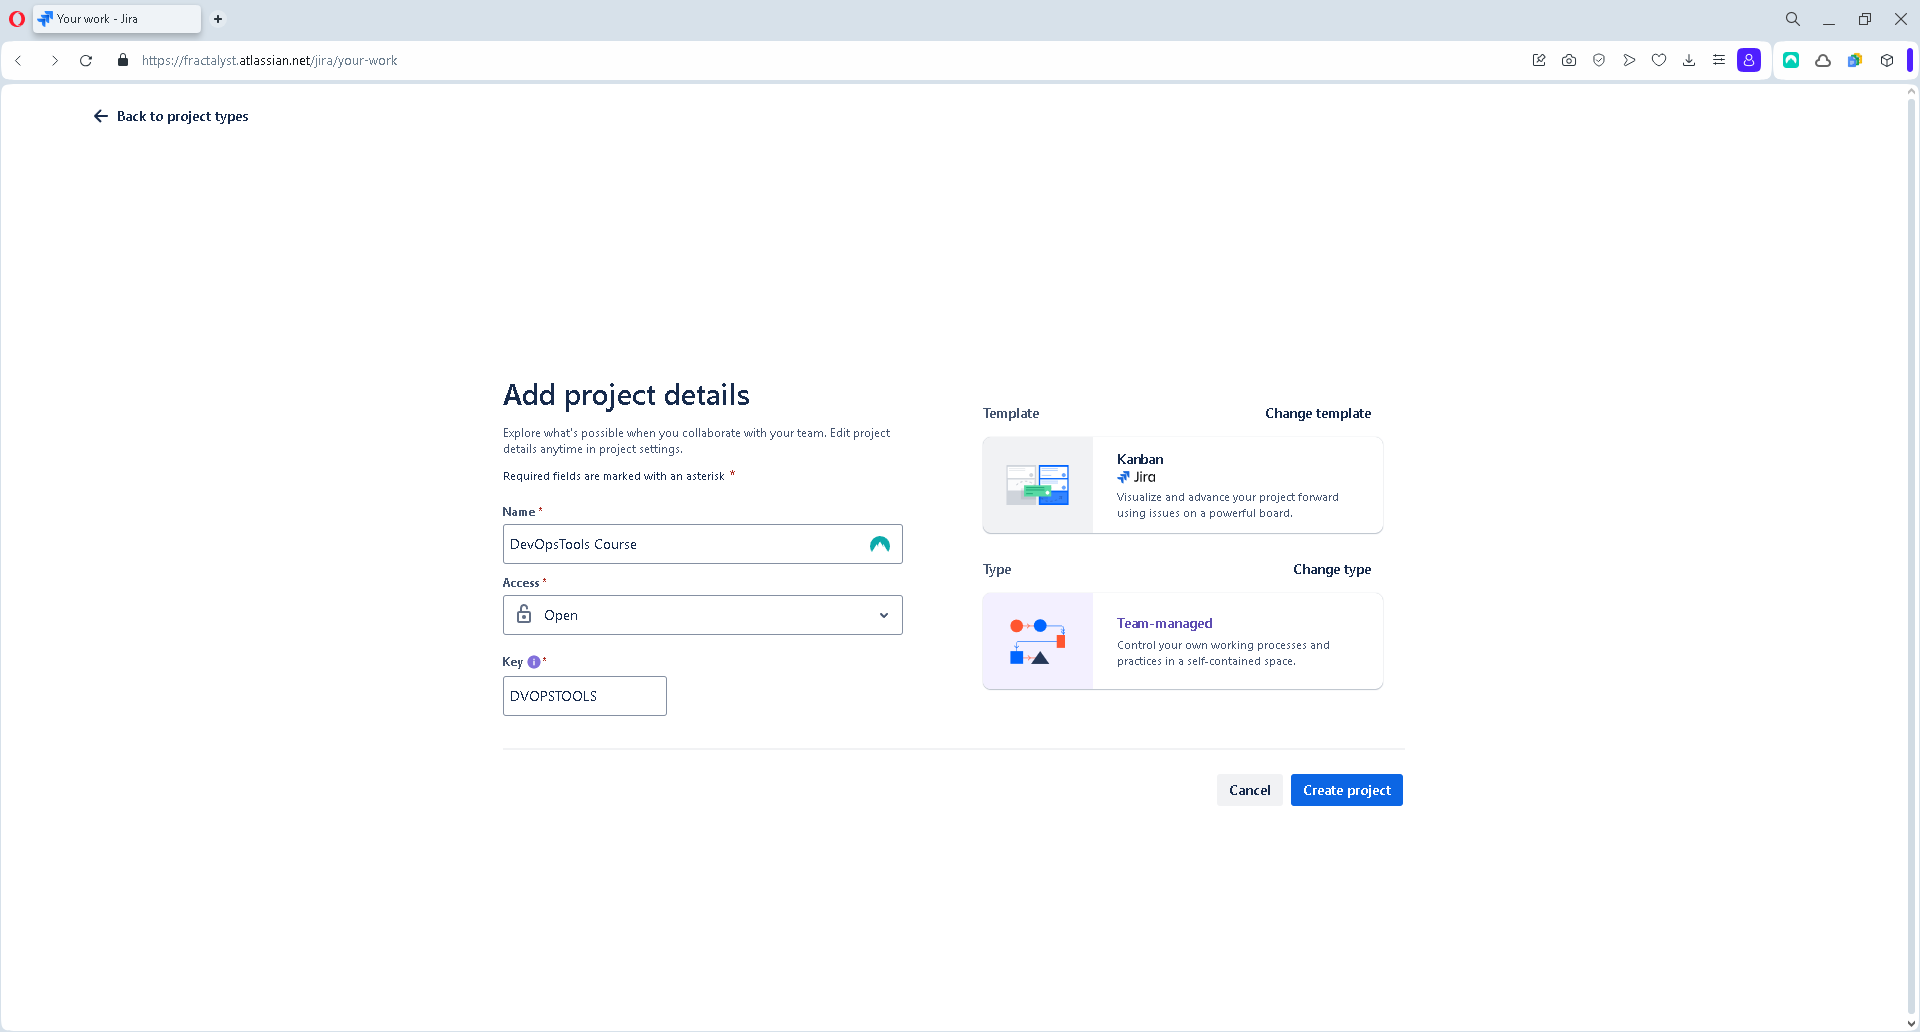 Your work - Jira
https://fractalyst.atlassian.net/jira/your-work
Back to project types
Add project details
Explore what's possible when you collaborate with your team. Edit project
details anytime in project settings.
Required fields are marked with an asterisk *
Name *
DevOpsTools Course
Access *
Open
Key i *
DVOPSTOOLS
Template
Change template
Kanban
Jira
Visualize and advance your project forward
using issues on a powerful board.
Type
Change type
Team-managed
Control your own working processes and
practices in a self-contained space.
Cancel
Create project